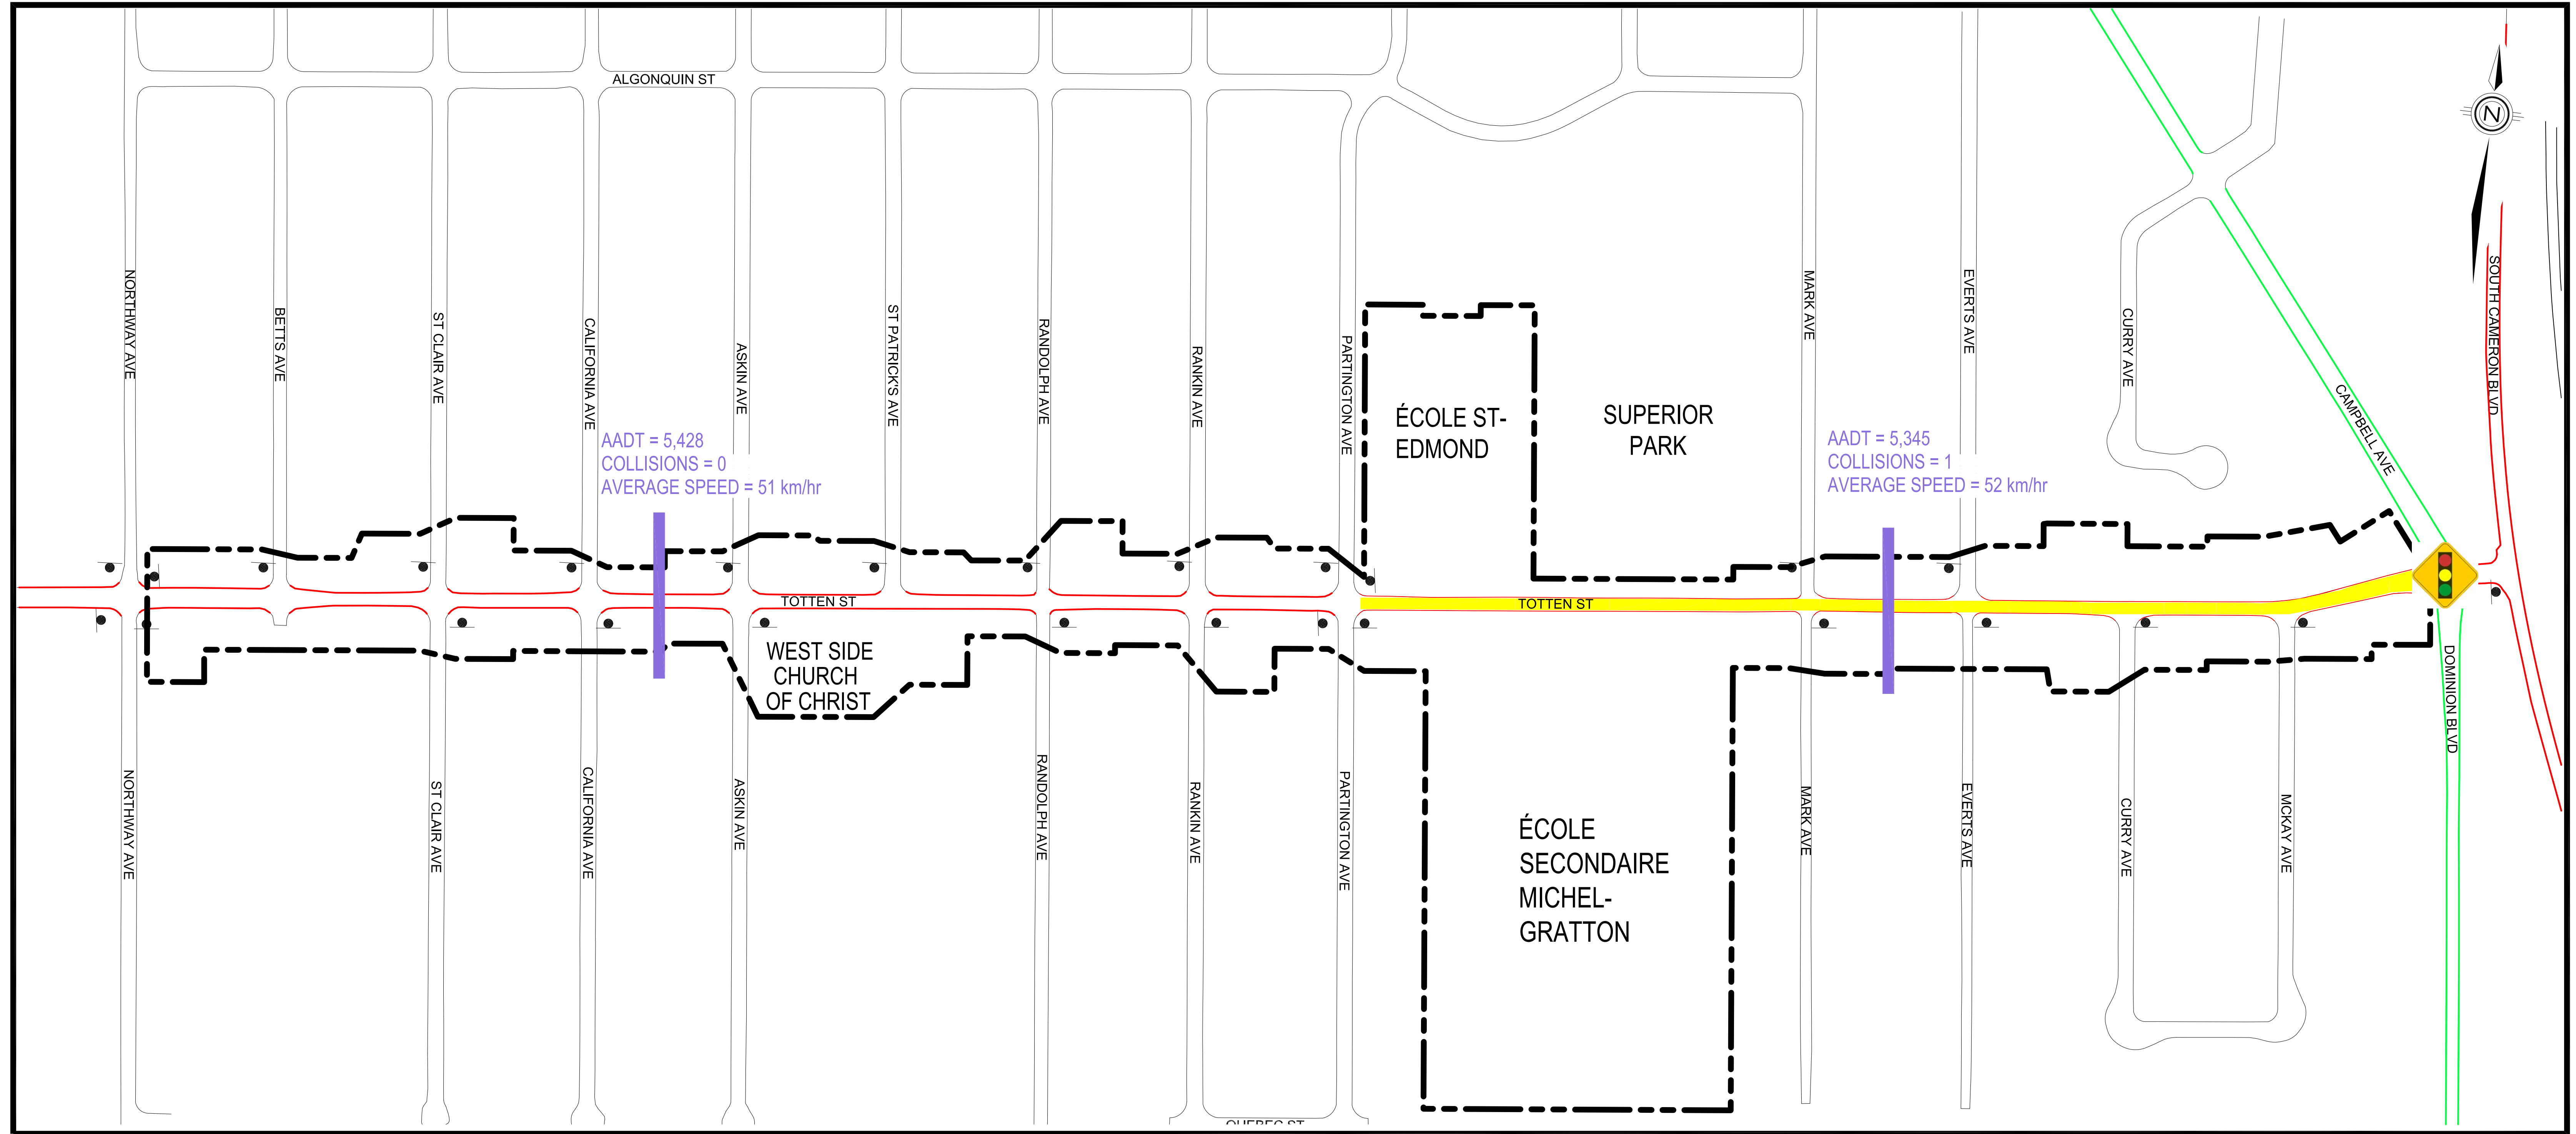 ALGONQUIN ST
N
NORTHWAY AVE
BETTS AVE
ST CLAIR AVE
CALIFORNIA AVE
ASKIN AVE
ST PATRICK'S AVE
RANDOLPH AVE
RANKIN AVE
PARTINGTON AVE
MARK AVE
EVERTS AVE
CURRY AVE
CAMPBELL AVE
SOUTH CAMERON BLVD
ÉCOLE ST-
EDMOND
SUPERIOR
PARK
AADT = 5,428
COLLISIONS = 0
AVERAGE SPEED = 51 km/hr
AADT = 5,345
COLLISIONS = 1
AVERAGE SPEED = 52 km/hr
TOTTEN ST
TOTTEN ST
WEST SIDE
CHURCH
OF CHRIST
DOMINION BLVD
NORTHWAY AVE
ST CLAIR AVE
CALIFORNIA AVE
ASKIN AVE
RANDOLPH AVE
RANKIN AVE
PARTINGTON AVE
ÉCOLE
SECONDAIRE
MICHEL-
GRATTON
MARK AVE
EVERTS AVE
CURRY AVE
MCKAY AVE
QUEBEC ST